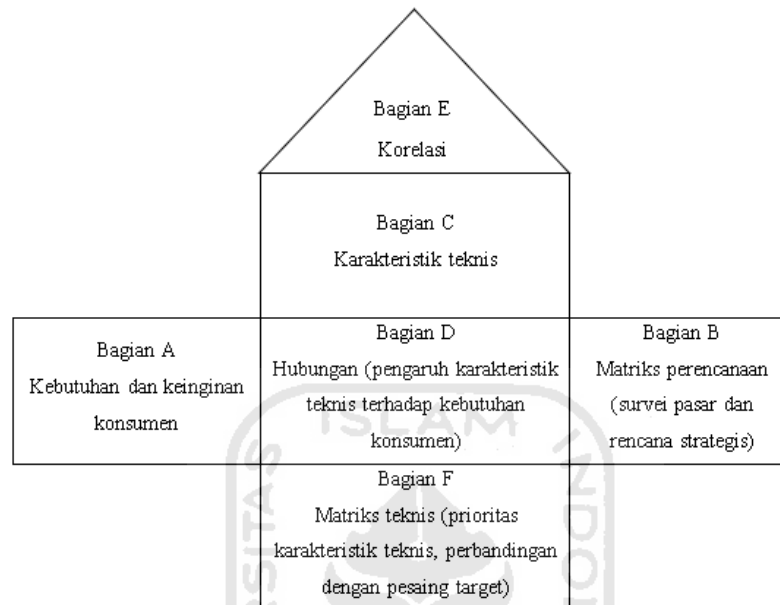 Bagian E
Korelasi
Bagian C
Karakteristik teknis
Bagian A
Kebutuhan dan keinginan
konsumen
Bagian D
Hubungan (pengaruh karakteristik
teknis terhadap kebutuhan
konsumen)
Bagian B
Matriks perencanaan
(survei pasar dan
rencana strategis)
Bagian F
Matriks teknis (prioritas
karakteristik teknis, perbandingan
dengan pesaing target)
ISLAM